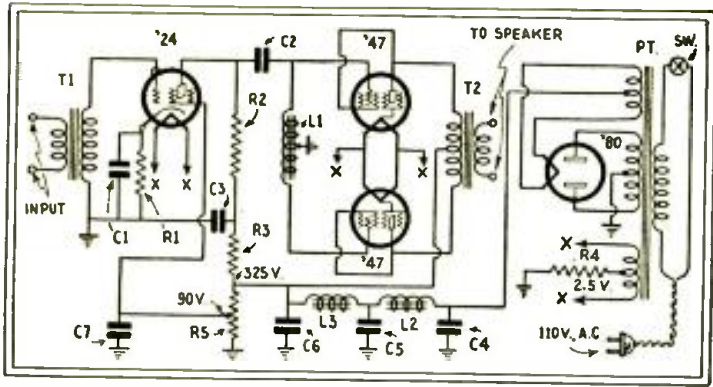 T1
'24
C2
'47
TO SPEAKER
PT.
SW.
R2
L1
T2
'80
X X
X X
INPUT
C1
R1
C3
R3
'47
X
R4
2.5 V.
X
325 V.
90V.
R5
C7
C6
L3
C5
L2
C4
110V., A.C